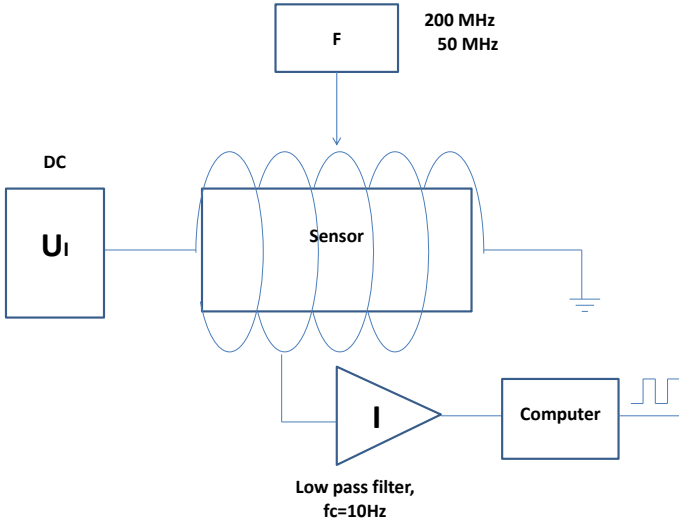 F
200 MHz
50 MHz
DC
UI
Sensor
I
Computer
Low pass filter,
fc=10Hz